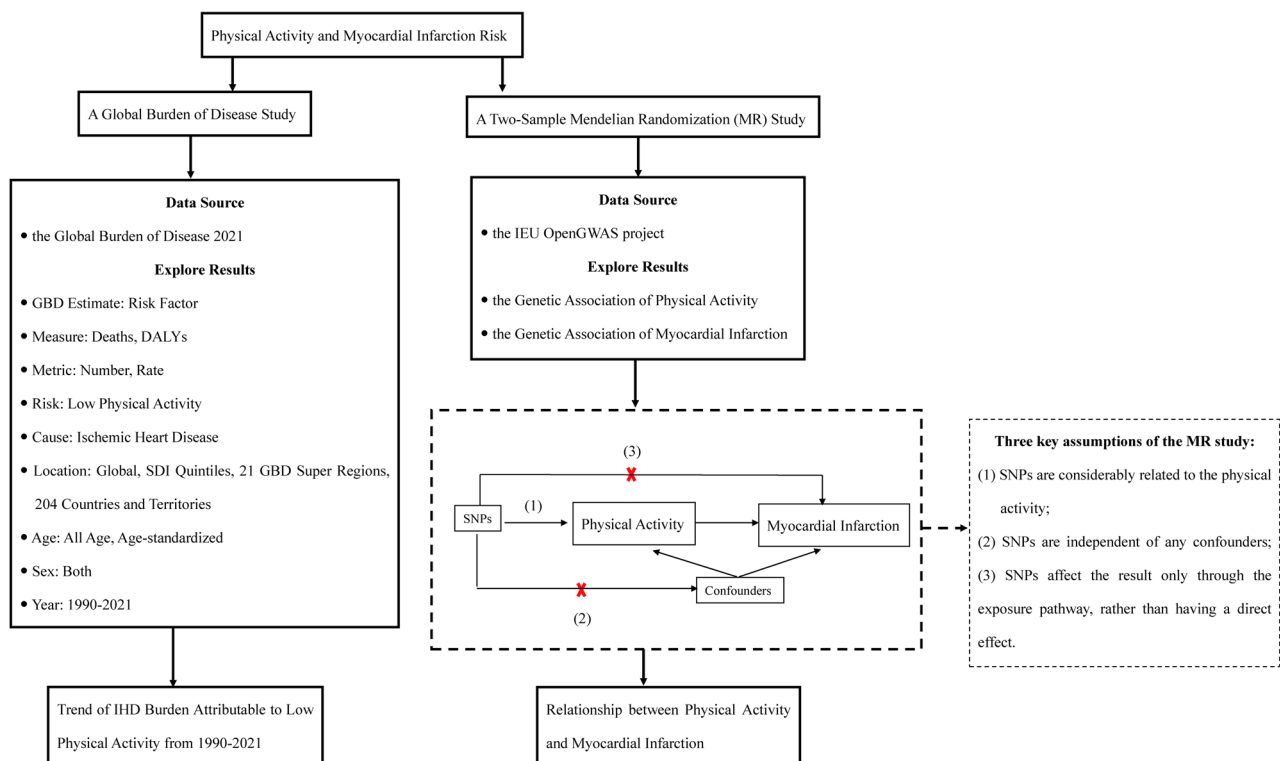 Physical Activity and Myocardial Infarction Risk
A Global Burden of Disease Study
A Two-Sample Mendelian Randomization (MR) Study
Data Source
• the Global Burden of Disease 2021
Explore Results
• GBD Estimate: Risk Factor
• Measure: Deaths, DALYs
• Metric: Number, Rate
• Risk: Low Physical Activity
• Cause: Ischemic Heart Disease
• Location: Global, SDI Quintiles, 21 GBD Super Regions,
204 Countries and Territories
• Age: All Age, Age-standardized
• Sex: Both
• Year: 1990-2021
Trend of IHD Burden Attributable to Low
Physical Activity from 1990-2021
Data Source
• the IEU OpenGWAS project
Explore Results
• the Genetic Association of Physical Activity
• the Genetic Association of Myocardial Infarction
(3)
SNPs
(1)
Physical Activity
Myocardial Infarction
Confounders
(2)
Three key assumptions of the MR study:
(1) SNPs are considerably related to the physical
activity;
(2) SNPs are independent of any confounders;
(3) SNPs affect the result only through the
exposure pathway, rather than having a direct
effect.
Relationship between Physical Activity
and Myocardial Infarction